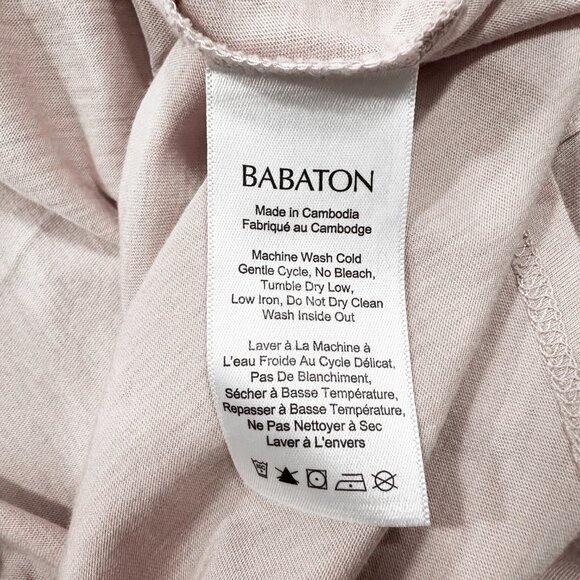 BABATON
Made in Cambodia
Fabriqué au Cambodge
Machine Wash Cold
Gentle Cycle, No Bleach,
Tumble Dry Low,
Low Iron, Do Not Dry Clean
Wash Inside Out
Laver à La Machine à
L'eau Froide Au Cycle Délicat,
Pas De Blanchiment,
Sécher à Basse Température,
Repasser à Basse Température,
Ne Pas Nettoyer à Sec
Laver à L'envers